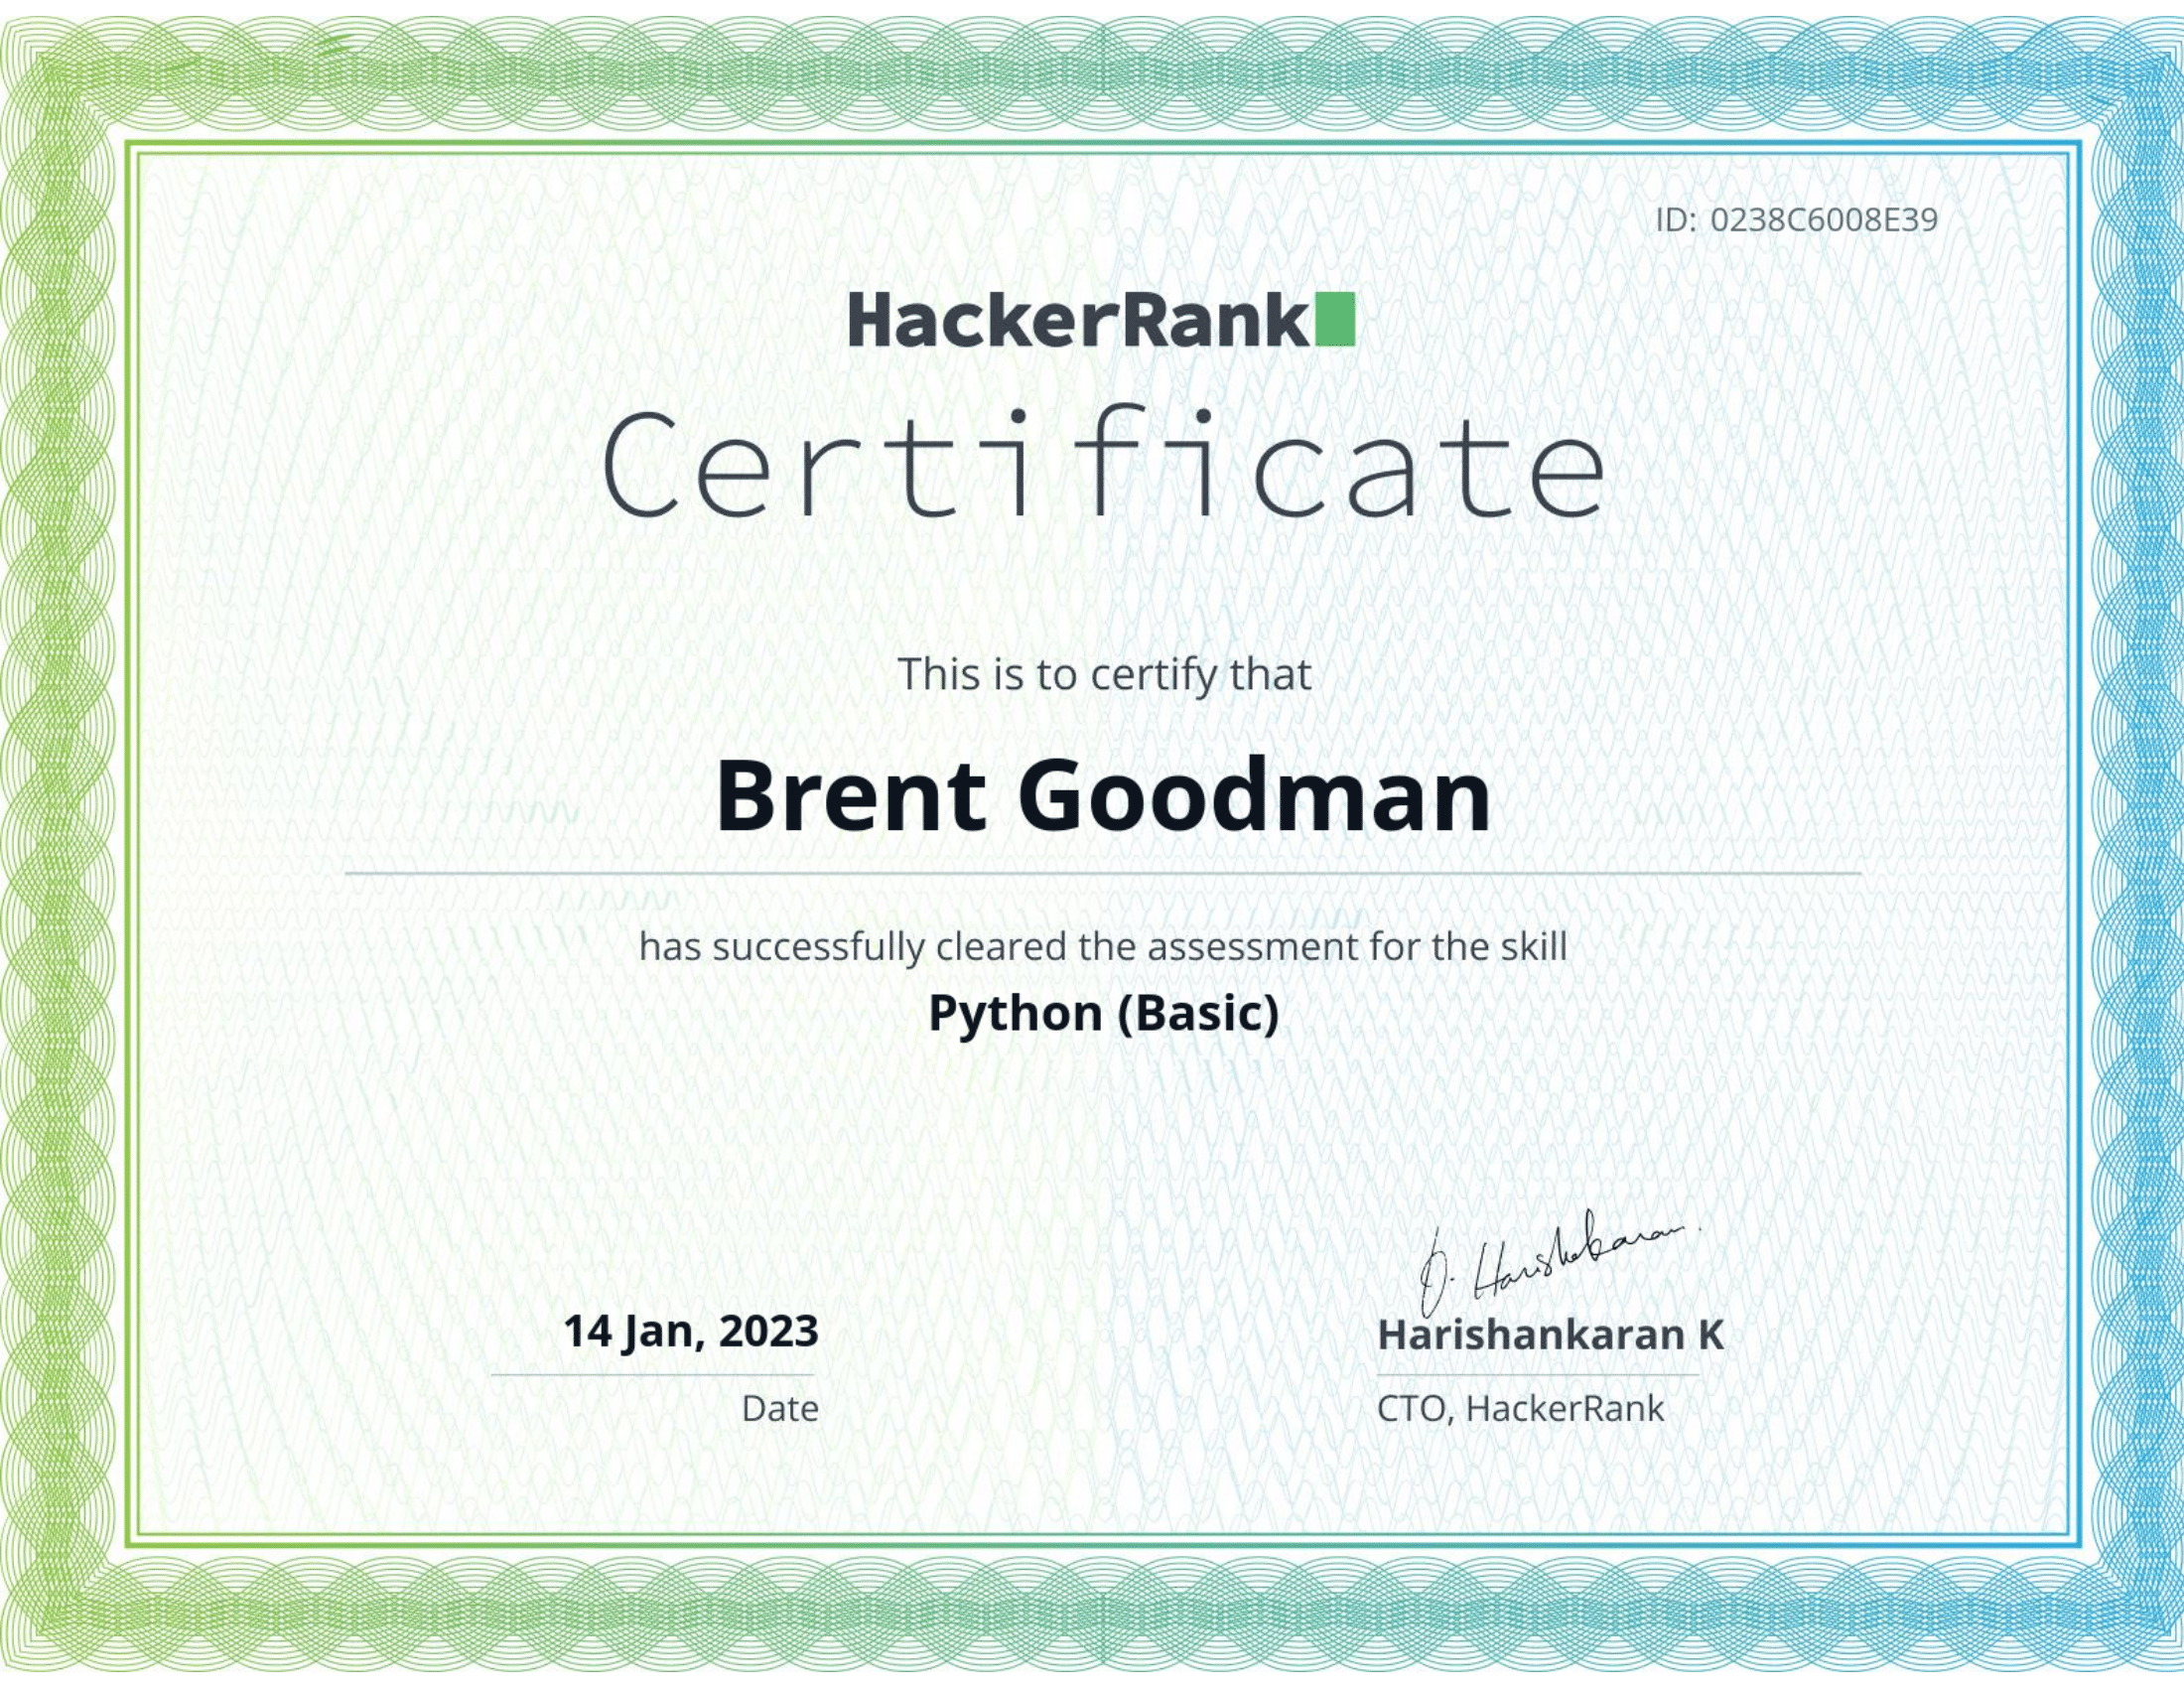 ID: 0238C6008E39
HackerRank
Certificate
This is to certify that
Brent Goodman
has successfully cleared the assessment for the skill
Python (Basic)
14 Jan, 2023
Date
Harishankaran K
CTO, HackerRank